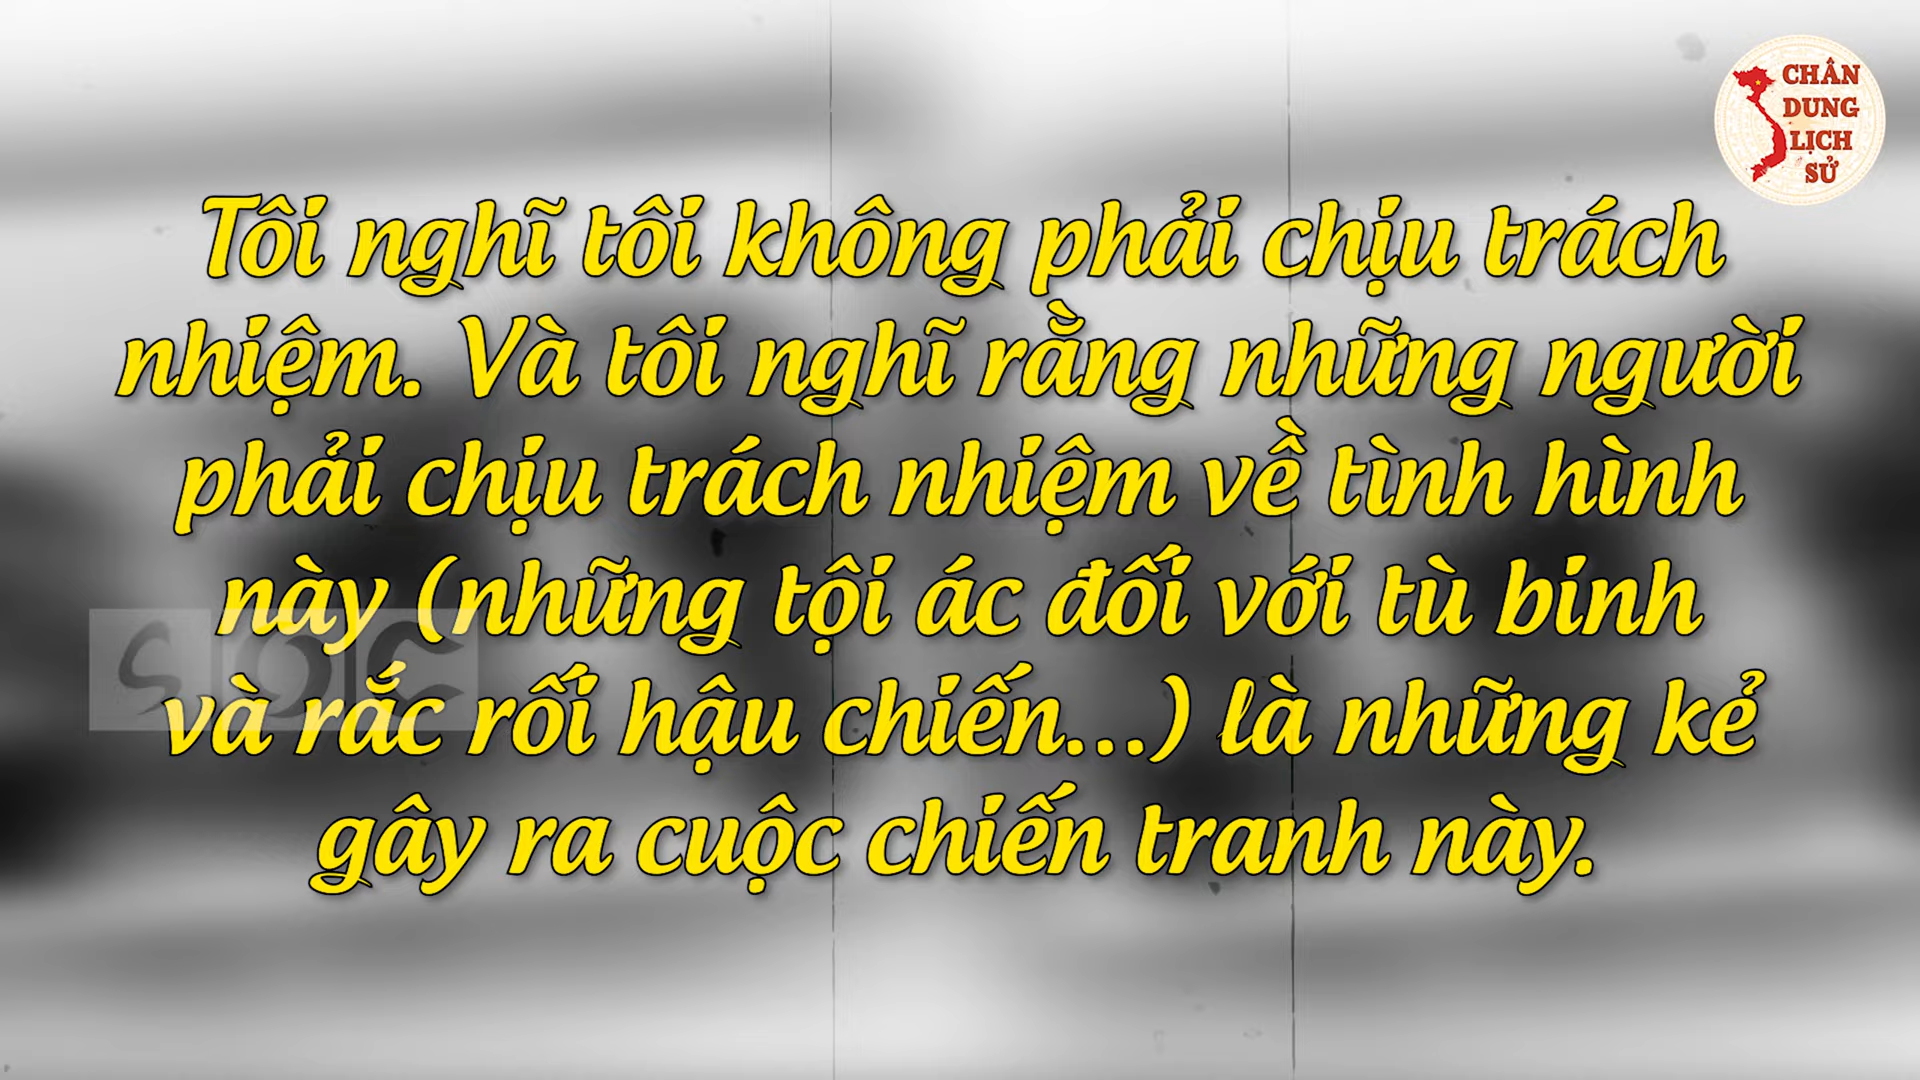 CHÂN
DUNG
LỊCH
SỬ
Tôi nghĩ tôi không phải chịu trách
nhiệm. Và tôi nghĩ rằng những người
phải chịu trách nhiệm về tình hình
này (những tội ác đối với tù binh
và rắc rối hậu chiến...) là những kẻ
gây ra cuộc chiến tranh này.
SOC